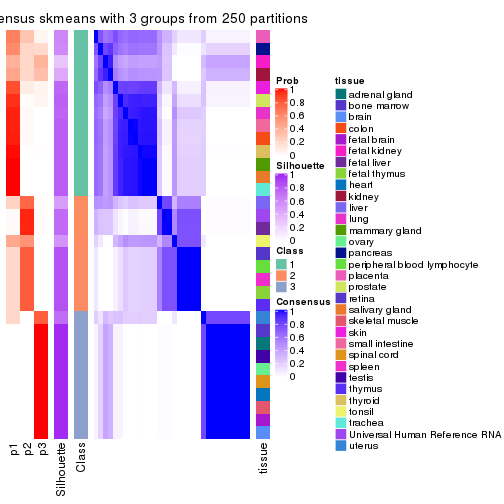 ensus skmeans with 3 groups from 250 partitions
Prob
1
0.8
0.6
0.4
0.2
0
Silhouette
1
0.8
0.6
0.4
0.2
0
Class
1
2
3
Consensus
1
0.8
0.6
0.4
0.2
0
tissue
adrenal gland
bone marrow
brain
colon
fetal brain
fetal kidney
fetal liver
fetal thymus
heart
kidney
liver
lung
mammary gland
ovary
pancreas
peripheral blood lymphocyte
placenta
prostate
retina
salivary gland
skeletal muscle
skin
small intestine
spinal cord
spleen
testis
thymus
thyroid
tonsil
trachea
Universal Human Reference RNA
uterus
p1
p2
p3
Silhouette
Class
tissue